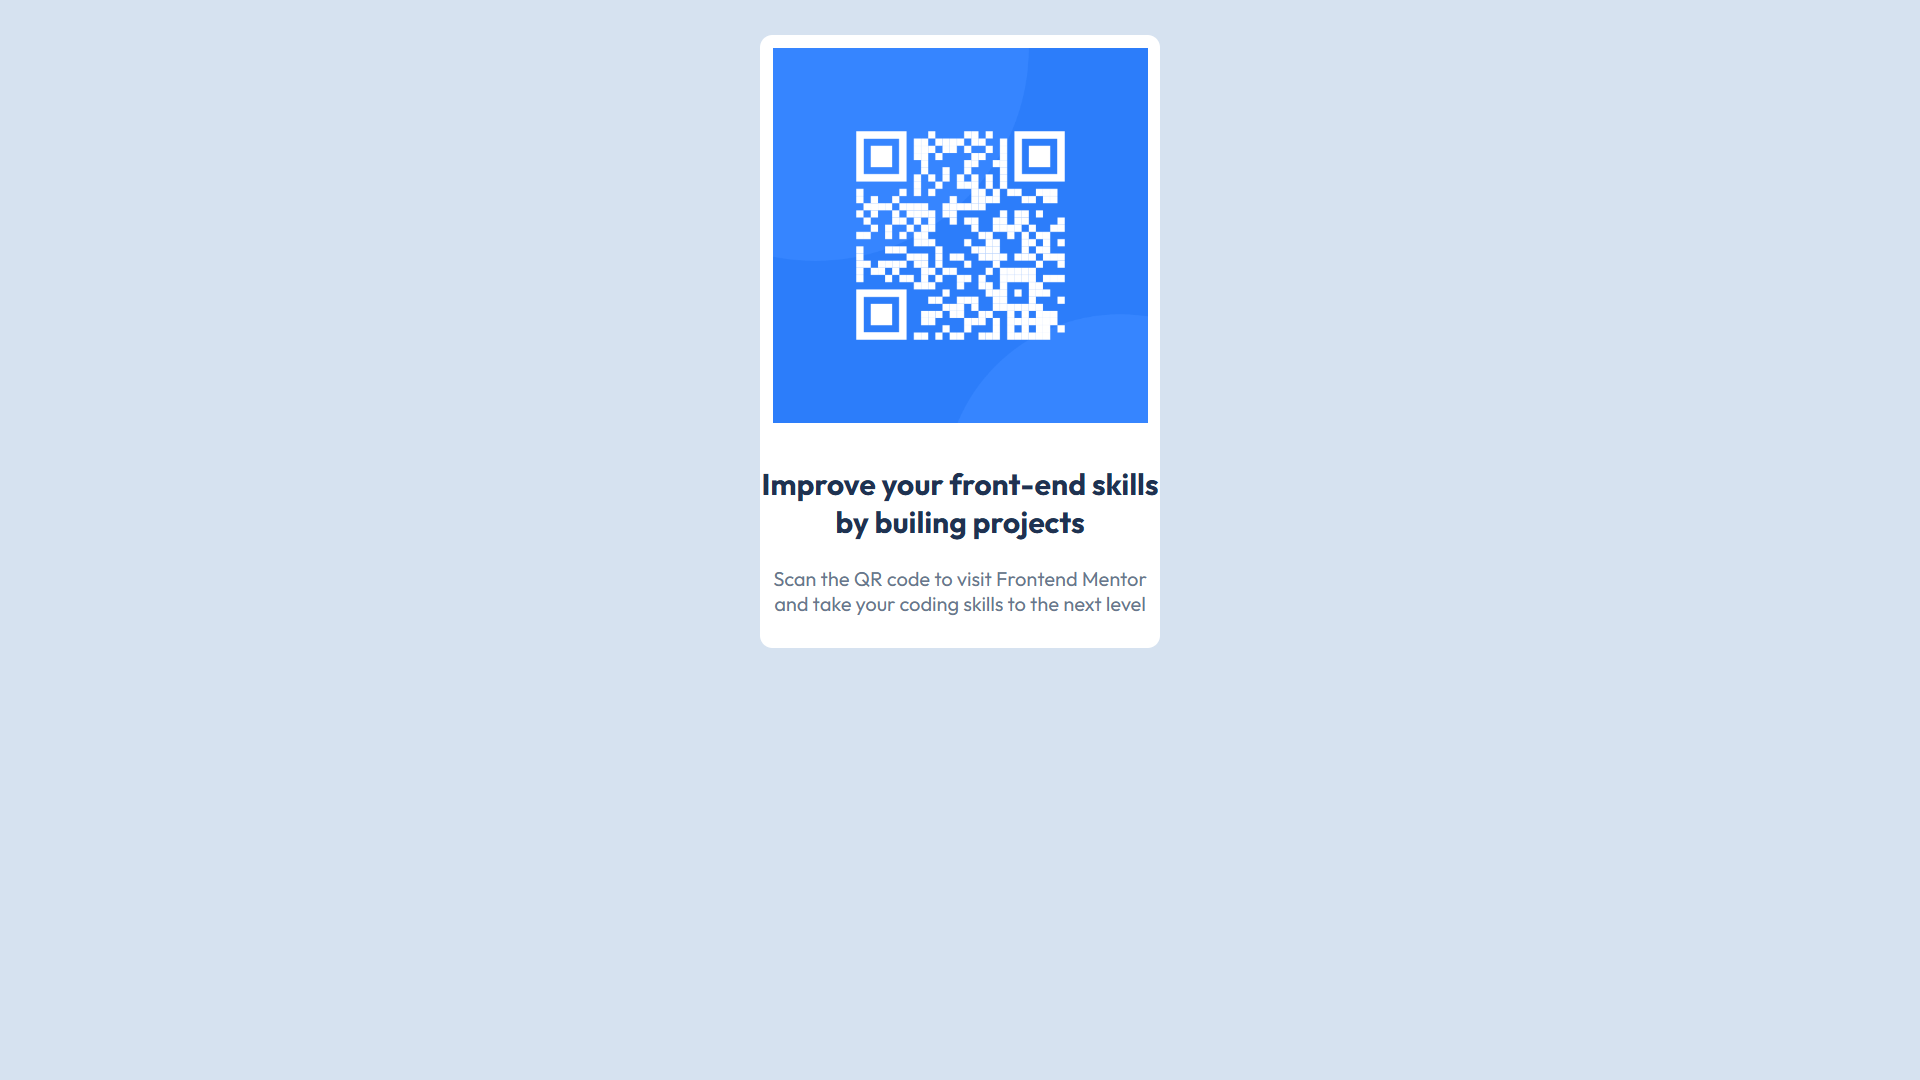 Improve your front-end skills
by builing projects
Scan the QR code to visit Frontend Mentor
and take your coding skills to the next level